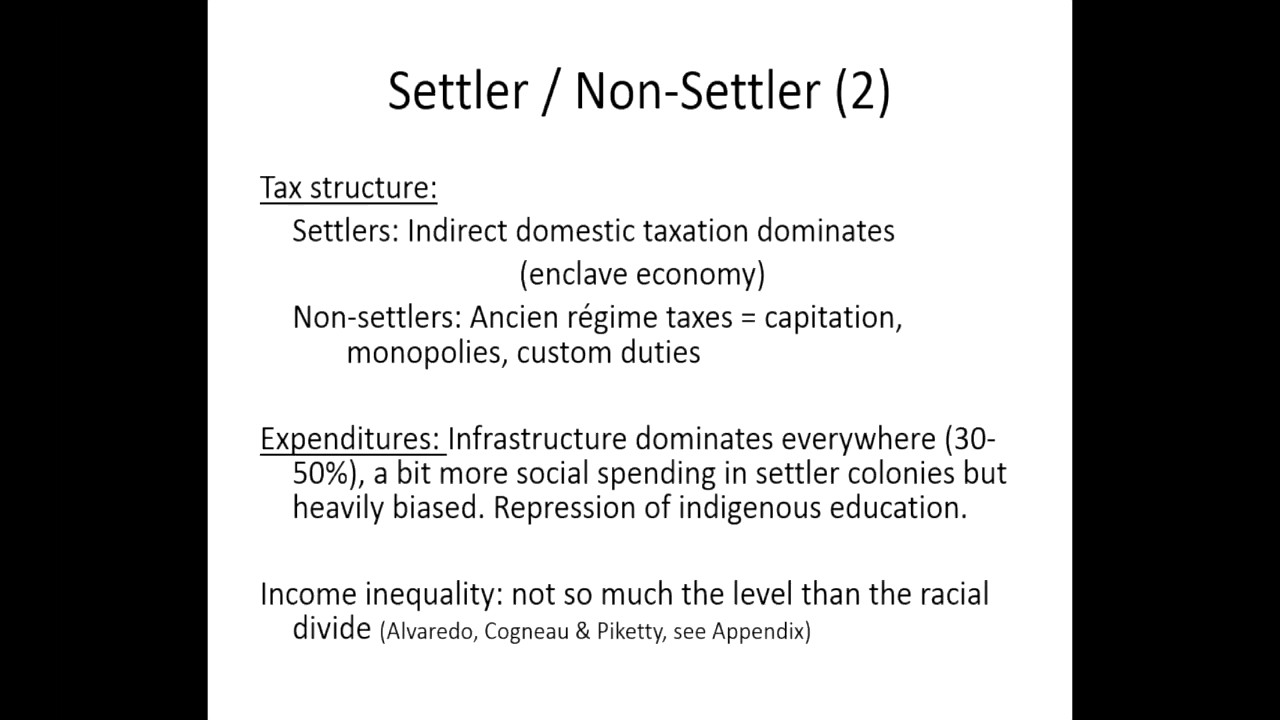 Settler / Non-Settler (2)
Tax structure:
Settlers: Indirect domestic taxation dominates
(enclave economy)
Non-settlers: Ancien régime taxes = capitation,
monopolies, custom duties
Expenditures: Infrastructure dominates everywhere (30-
50%), a bit more social spending in settler colonies but
heavily biased. Repression of indigenous education.
Income inequality: not so much the level than the racial
divide (Alvaredo, Cogneau & Piketty, see Appendix)